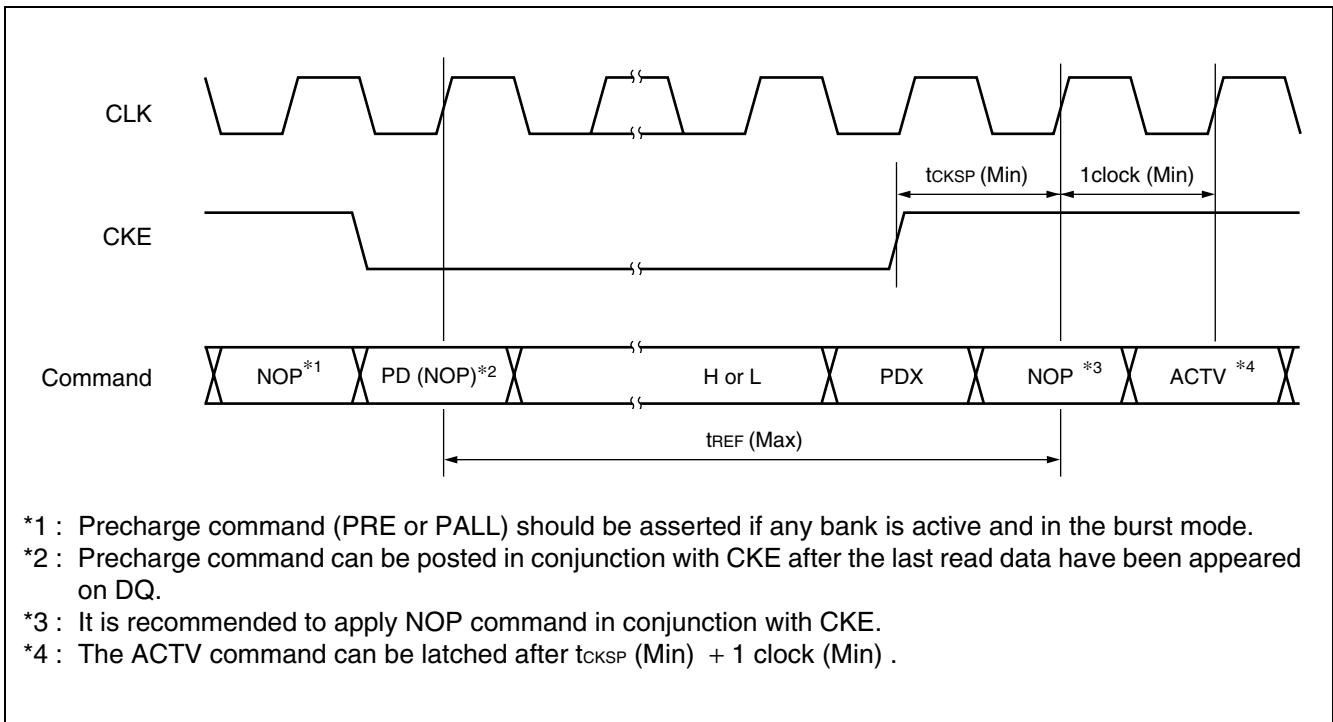 CLK
tCKSP (Min) 1clock (Min)
CKE
Command NOP*1 PD (NOP)*2 H or L PDX NOP *3 ACTV *4
tREF (Max)
*1 : Precharge command (PRE or PALL) should be asserted if any bank is active and in the burst mode.
*2 : Precharge command can be posted in conjunction with CKE after the last read data have been appeared
on DQ.
*3 : It is recommended to apply NOP command in conjunction with CKE.
*4 : The ACTV command can be latched after tCKSP (Min) + 1 clock (Min) .